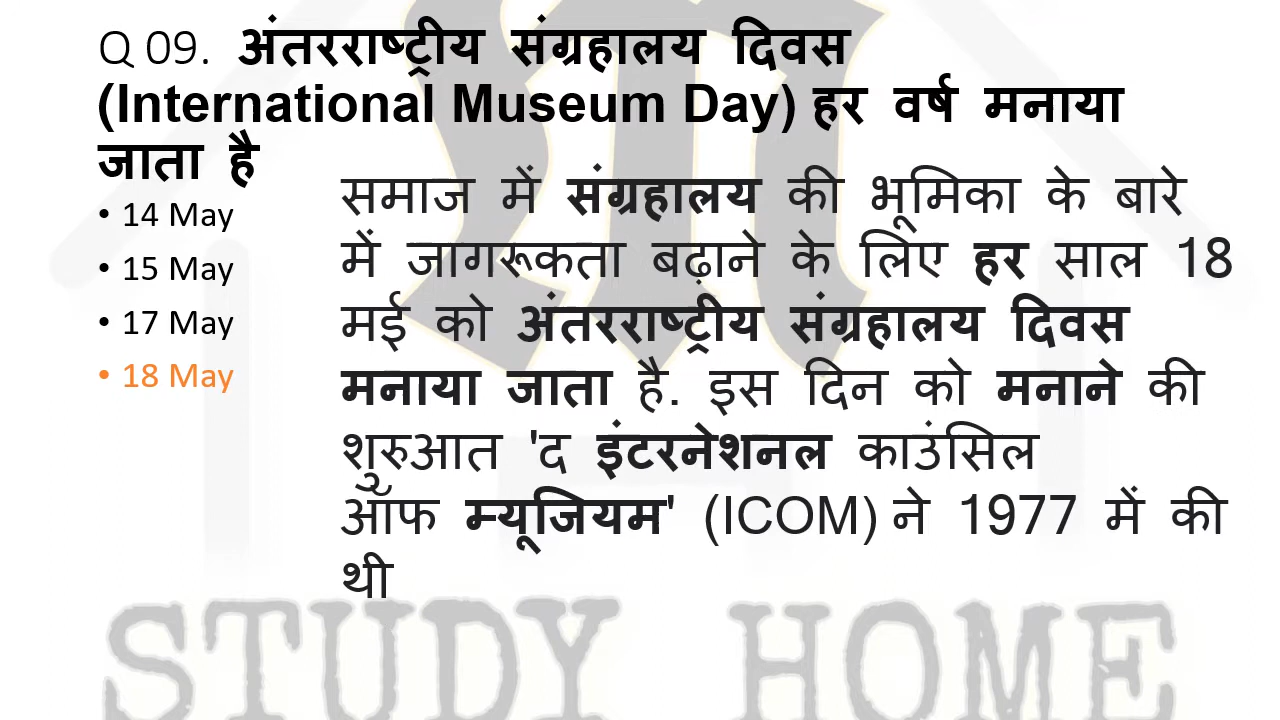 Q 09. अंतरराष्ट्रीय संग्रहालय दिवस
(International Museum Day) हर वर्ष मनाया
जाता है
• 14 May
• 15 May
• 17 May
• 18 May
समाज में संग्रहालय की भूमिका के बारे
में जागरूकता बढ़ाने के लिए हर साल 18
मई को अंतरराष्ट्रीय संग्रहालय दिवस
मनाया जाता है. इस दिन को मनाने की
शुरुआत 'द इंटरनेशनल काउंसिल
ऑफ म्यूजियम' (ICOM) ने 1977 में की
थी
STUDY HOME